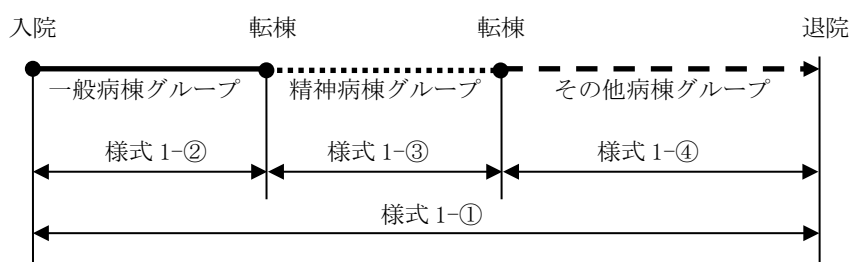 入院 転棟 転棟 退院
一般病棟グループ 精神病棟グループ その他病棟グループ
様式 1-② 様式 1-③ 様式 1-④
様式 1-①